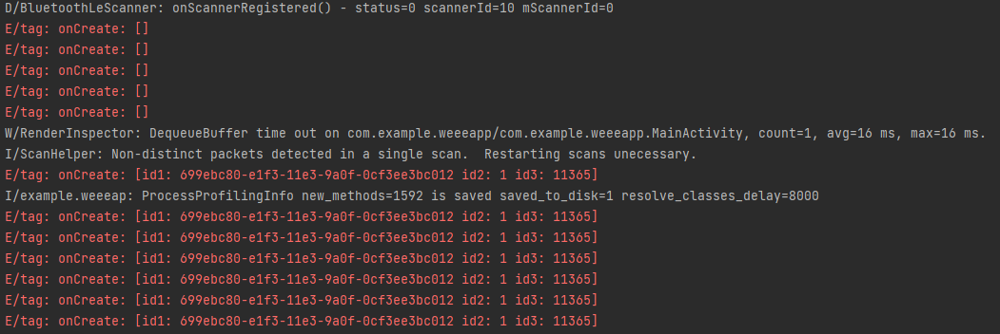 D/BluetoothLeScanner: onScannerRegistered() - status=0 scannerId=10 mScannerId=0
E/tag: onCreate: []
E/tag: onCreate: []
E/tag: onCreate: []
E/tag: onCreate: []
E/tag: onCreate: []
W/RenderInspector: DequeueBuffer time out on com.example.weeeapp/com.example.weeeapp.MainActivity, count=1, avg=16 ms, max=16 ms.
I/ScanHelper: Non-distinct packets detected in a single scan.  Restarting scans unecessary.
E/tag: onCreate: [id1: 699ebc80-e1f3-11e3-9a0f-0cf3ee3bc012 id2: 1 id3: 11365]
I/example.weeeap: ProcessProfilingInfo new_methods=1592 is saved saved_to_disk=1 resolve_classes_delay=8000
E/tag: onCreate: [id1: 699ebc80-e1f3-11e3-9a0f-0cf3ee3bc012 id2: 1 id3: 11365]
E/tag: onCreate: [id1: 699ebc80-e1f3-11e3-9a0f-0cf3ee3bc012 id2: 1 id3: 11365]
E/tag: onCreate: [id1: 699ebc80-e1f3-11e3-9a0f-0cf3ee3bc012 id2: 1 id3: 11365]
E/tag: onCreate: [id1: 699ebc80-e1f3-11e3-9a0f-0cf3ee3bc012 id2: 1 id3: 11365]
E/tag: onCreate: [id1: 699ebc80-e1f3-11e3-9a0f-0cf3ee3bc012 id2: 1 id3: 11365]
E/tag: onCreate: [id1: 699ebc80-e1f3-11e3-9a0f-0cf3ee3bc012 id2: 1 id3: 11365]